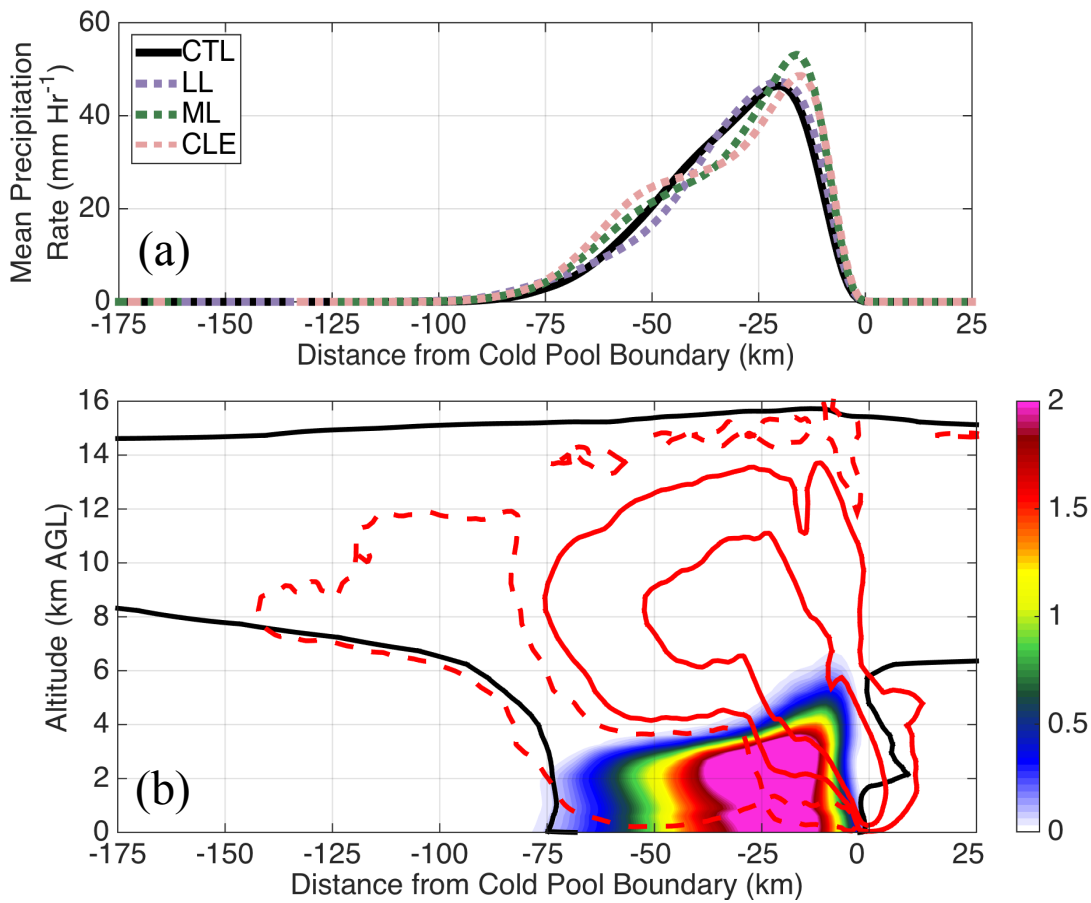 Mean Precipitation
Rate (mm Hr⁻¹)
60
40
20
0
CTL
LL
ML
CLE
(a)
-175 -150 -125 -100 -75 -50 -25 0 25
Distance from Cold Pool Boundary (km)
Altitude (km AGL)
16
14
12
10
8
6
4
2
0
(b)
-175 -150 -125 -100 -75 -50 -25 0 25
Distance from Cold Pool Boundary (km)
2
1.5
1
0.5
0